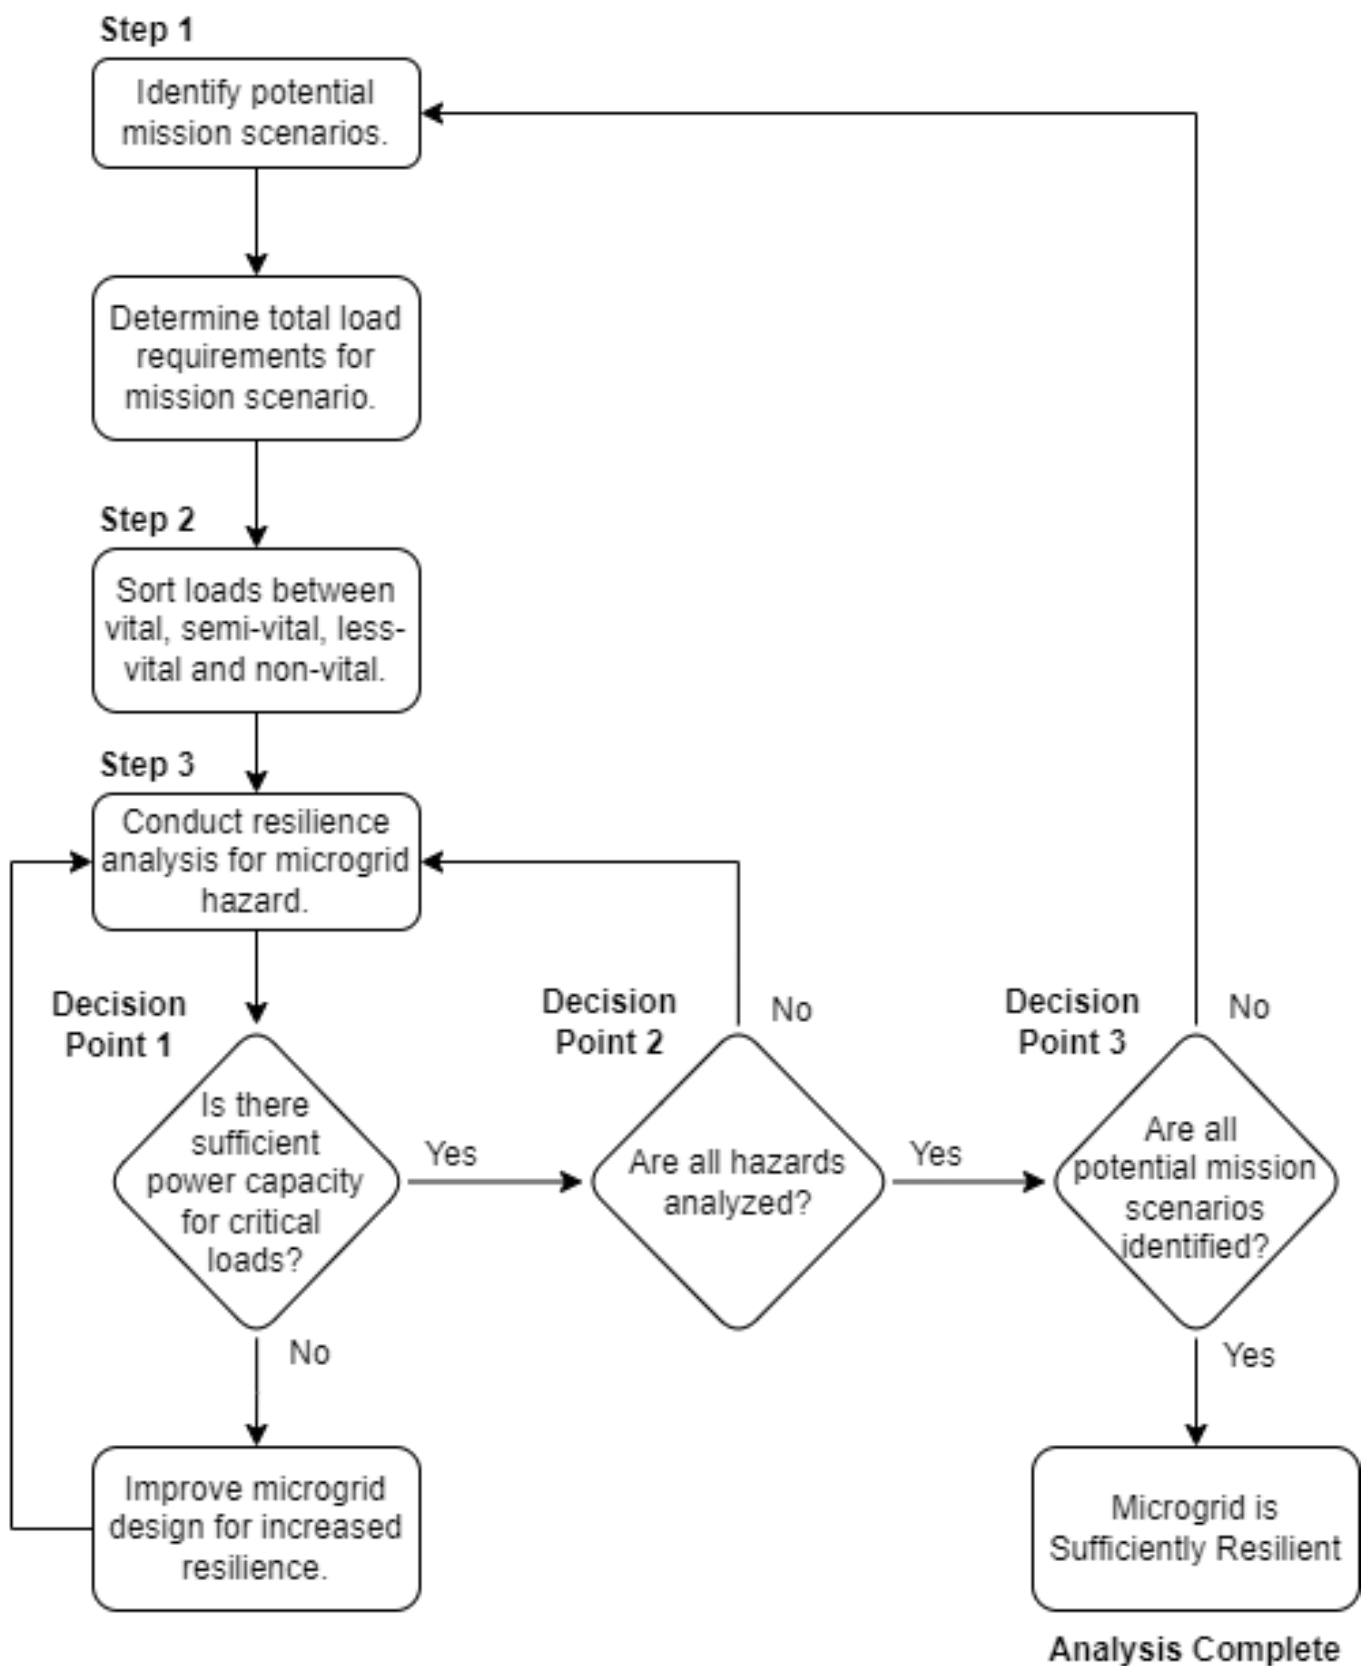 Step 1
Identify potential
mission scenarios.
Determine total load
requirements for
mission scenario.
Step 2
Sort loads between
vital, semi-vital, less-
vital and non-vital.
Step 3
Conduct resilience
analysis for microgrid
hazard.
Decision
Point 1
Is there
sufficient
power capacity
for critical
loads?
Yes
No
Improve microgrid
design for increased
resilience.
Decision
Point 2
No
Are all hazards
analyzed?
Yes
Decision
Point 3
No
Are all
potential mission
scenarios
identified?
Yes
Microgrid is
Sufficiently Resilient
Analysis Complete